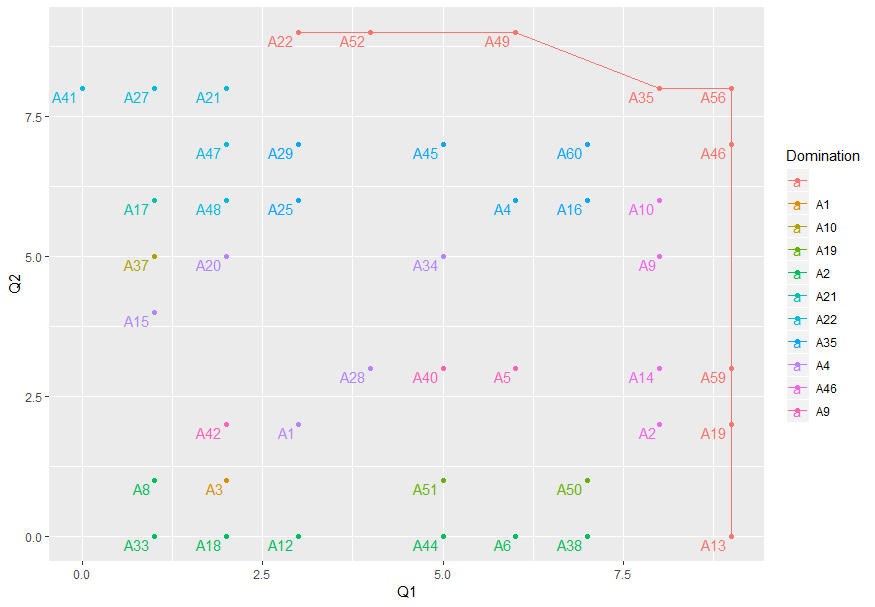 A22 A52 A49
A41 A27 A21 A35 A56
7.5
A47 A29 A45 A60 A46
Domination
a
A17 A48 A25 A4 A16 A10
a A1
a A10
5.0
A37 A20 A34 A9
a A19
a A2
Q2
a A21
A15
a A22
a A35
A28 A40 A5 A14 A59
a A4
2.5
a A46
a A9
A42 A1 A2 A19
A8 A3 A51 A50
0.0
A33 A18 A12 A44 A6 A38 A13
0.0 2.5 5.0 7.5
Q1